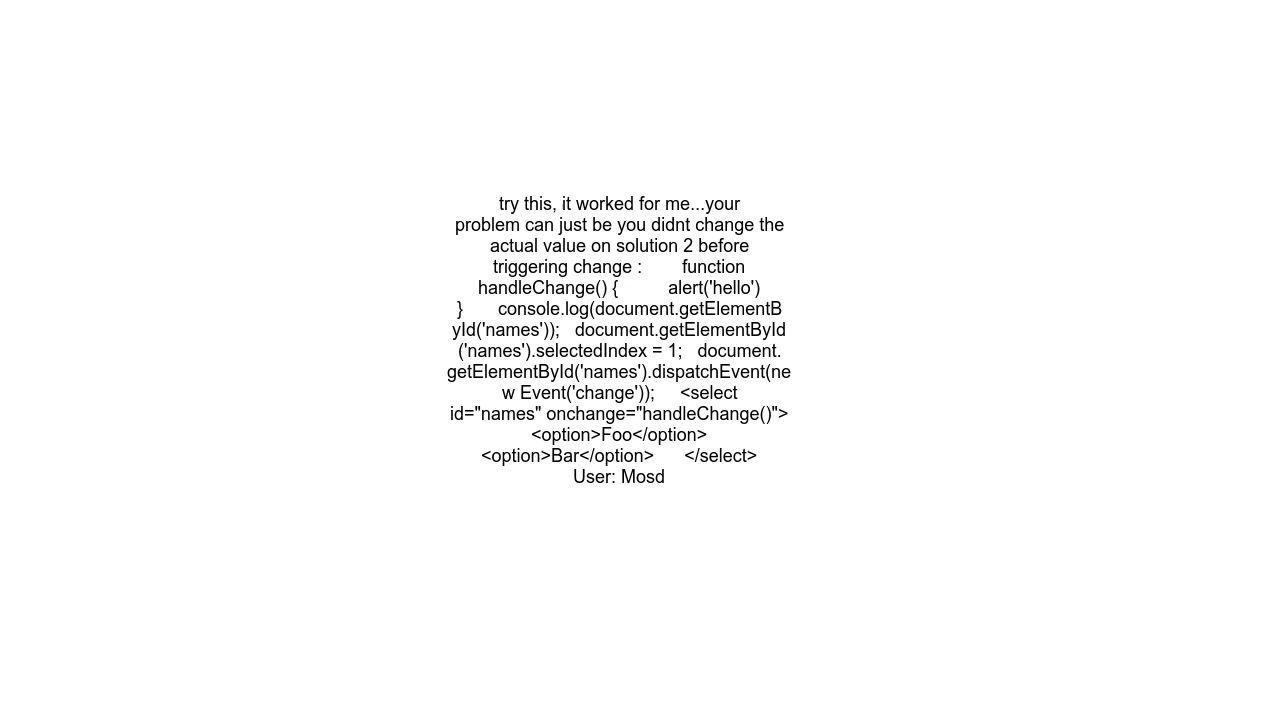 try this, it worked for me...your
problem can just be you didnt change the
actual value on solution 2 before
triggering change :        function
handleChange() {          alert('hello')
}       console.log(document.getElementB
yId('names'));   document.getElementById
('names').selectedIndex = 1;   document.
getElementById('names').dispatchEvent(ne
w Event('change'));     <select
id="names" onchange="handleChange()">
<option>Foo</option>
<option>Bar</option>      </select>
User: Mosd